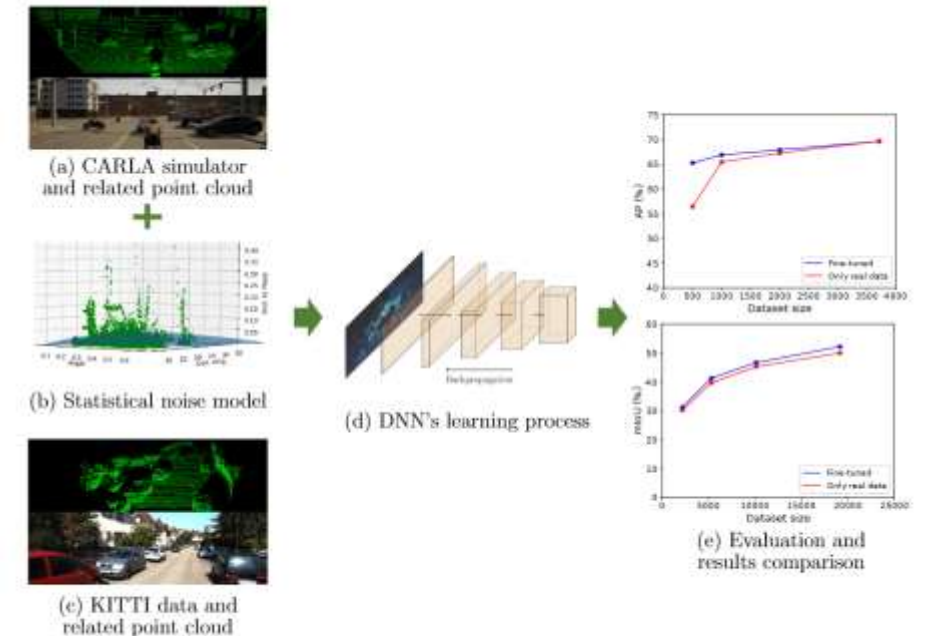 (a) CARLA simulator
and related point cloud
(b) Statistical noise model
(c) KITTI data and
related point cloud
Backpropagation
(d) DNN's learning process
75
70
65
60
55
50
45
40
AP (%)
0 500 1000 1500 2000 2500 3000 3500 4000
Dataset size
Fine-tuned
Only real data
60
50
40
30
20
10
0
mIoU (%)
0 5000 10000 15000 20000 25000
Dataset size
Fine-tuned
Only real data
(e) Evaluation and
results comparison